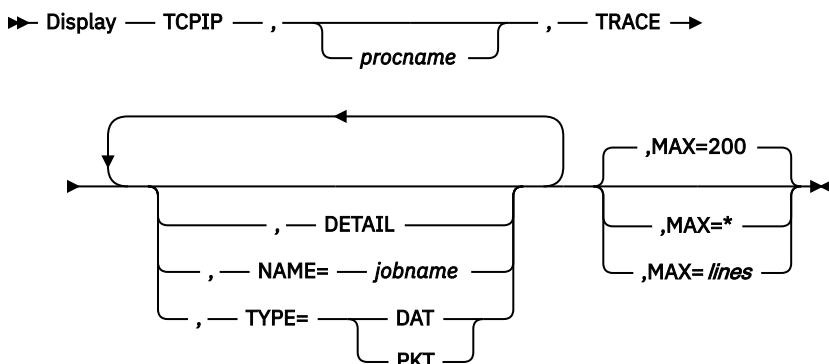 Display TCPIP , procname , TRACE
,MAX=200
, DETAIL ,MAX=*
, NAME= jobname ,MAX= lines
, TYPE= DAT
PKT